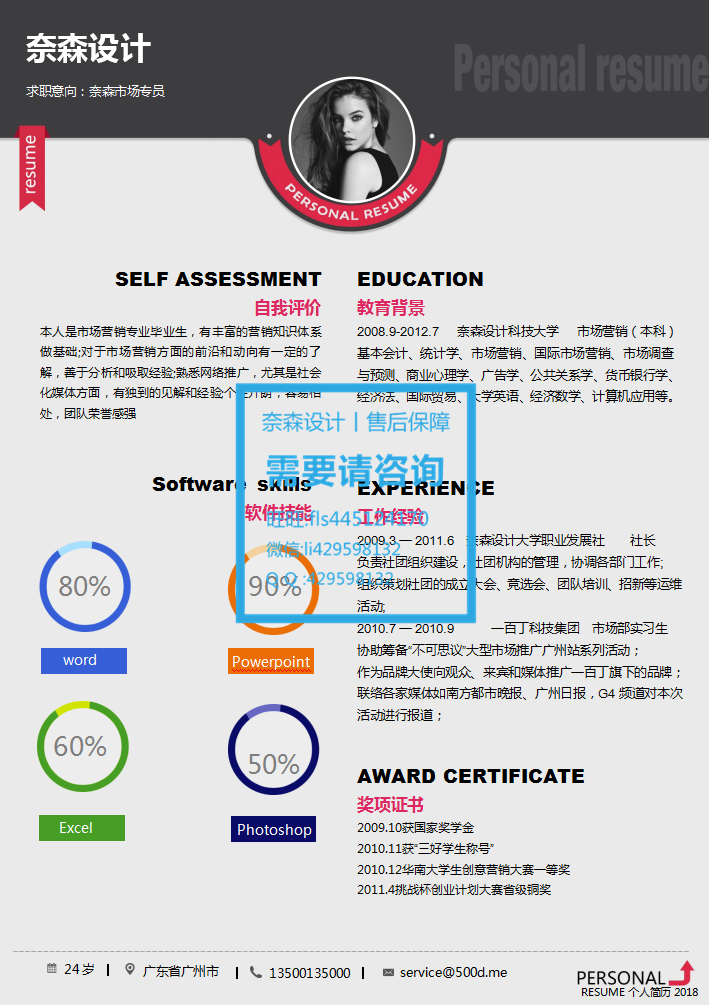 奈森设计
求职意向：奈森市场专员
Personal resume
resume
PERSONAL RESUME
SELF ASSESSMENT
自我评价
本人是市场营销专业毕业生，有丰富的营销知识体系
做基础;对于市场营销方面的前沿和动向有一定的了
解，善于分析和吸取经验;熟悉网络推广，尤其是社会
化媒体方面，有独到的见解和经验个性开朗，容易相
处，团队荣誉感强
EDUCATION
教育背景
2008.9-2012.7 奈森设计科技大学 市场营销（本科）
基本会计、统计学、市场营销、国际市场营销、市场调查
与预测、商业心理学、广告学、公共关系学、货币银行学、
经济法、国际贸易、大学英语、经济数学、计算机应用等。
奈森设计丨售后保障
需要请咨询
微信:li429598132
Q Q :429598132
Software skills
软件技能
80%
90%
word
Powerpoint
60%
50%
Excel
Photoshop
EXPERIENCE
工作经验
2009.3 — 2011.6 奈森设计大学职业发展社 社长
负责社团组织建设，社团机构的管理，协调各部门工作;
组织策划社团的成立大会、竞选会、团队培训、招新等运维
活动;
2010.7 — 2010.9 —百丁科技集团 市场部实习生
协助筹备“不可思议”大型市场推广广州站系列活动；
作为品牌大使向观众、来宾和媒体推广一百丁旗下的品牌；
联络各家媒体如南方都市晚报、广州日报，G4 频道对本次
活动进行报道；
AWARD CERTIFICATE
奖项证书
2009.10获国家奖学金
2010.11获“三好学生称号”
2010.12华南大学生创意营销大赛一等奖
2011.4挑战杯创业计划大赛省级铜奖
24 岁 | 广东省广州市 | 13500135000 | service@500d.me
PERSONAL
RESUME 个人简历 2018